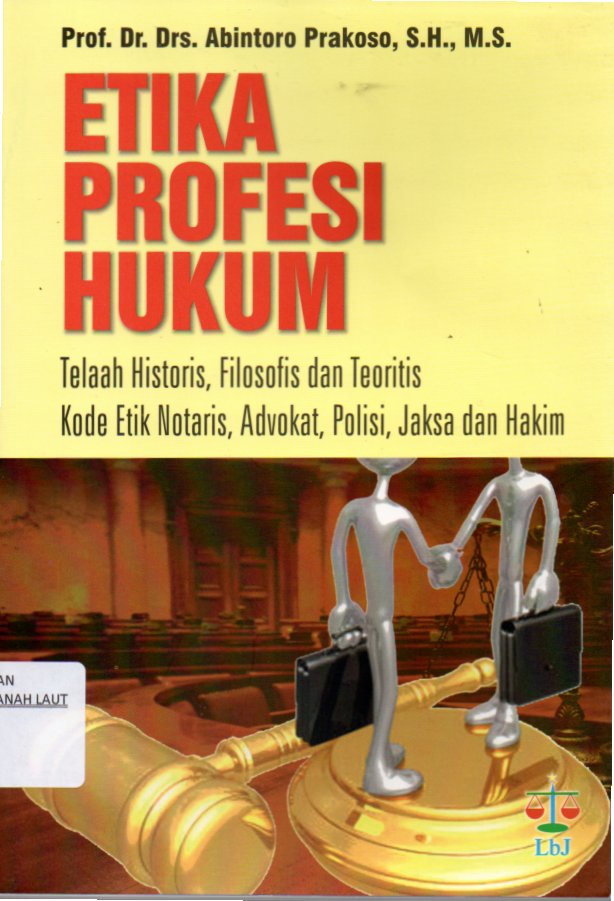 Prof. Dr. Drs. Abintoro Prakoso, S.H., M.S.
ETIKA
PROFESI
HUKUM
Telaah Historis, Filosofis dan Teoritis
Kode Etik Notaris, Advokat, Polisi, Jaksa dan Hakim
AN
ANAH LAUT
LbJ